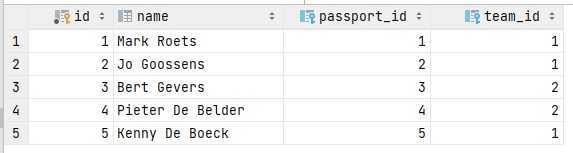 id name passport_id team_id
1 1 Mark Roets 1 1
2 2 Jo Goossens 2 1
3 3 Bert Gevers 3 2
4 4 Pieter De Belder 4 2
5 5 Kenny De Boeck 5 1